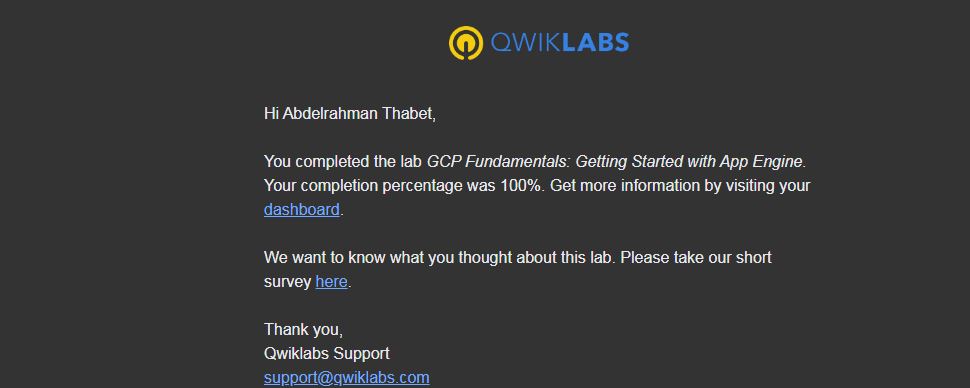 QWIKLABS
Hi Abdelrahman Thabet,
You completed the lab GCP Fundamentals: Getting Started with App Engine.
Your completion percentage was 100%. Get more information by visiting your
dashboard.
We want to know what you thought about this lab. Please take our short
survey here.
Thank you,
Qwiklabs Support
support@qwiklabs.com